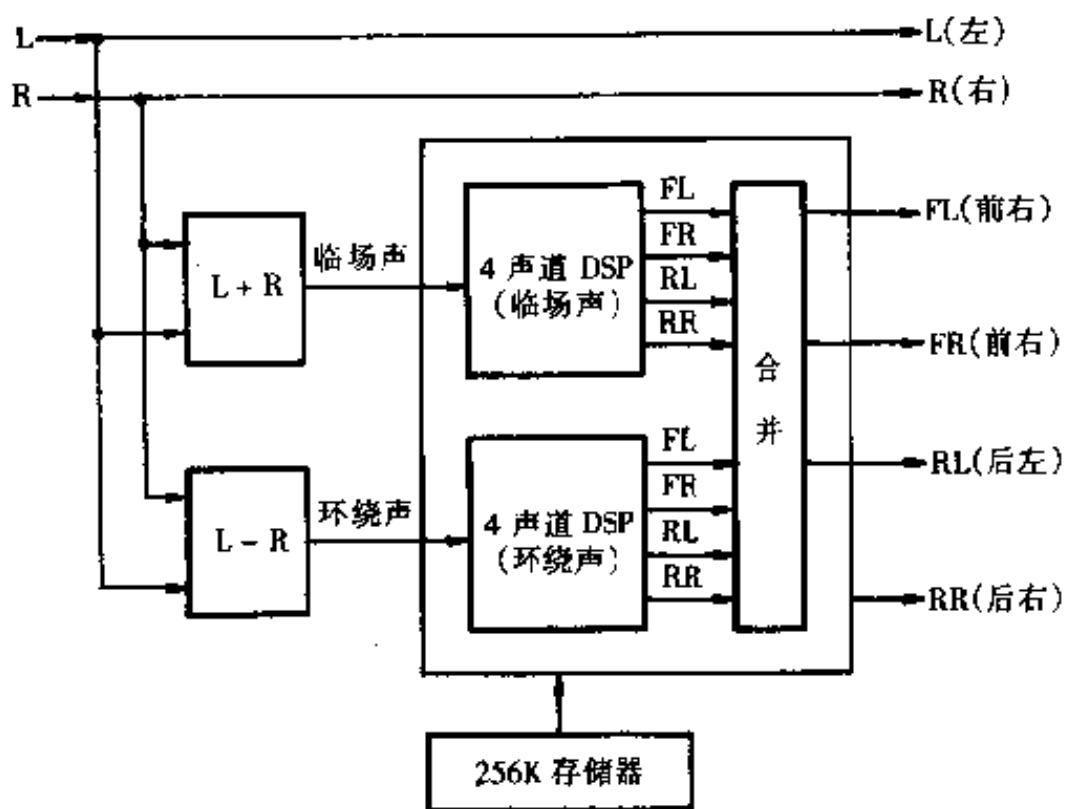 L
L(左)
R
R(右)
L + R
临场声
4 声道 DSP
(临场声)
FL
FR
RL
RR
合
并
FL(前右)
FR(前右)
L - R
环绕声
4 声道 DSP
(环绕声)
FL
FR
RL
RR
RL(后左)
RR(后右)
256K 存储器